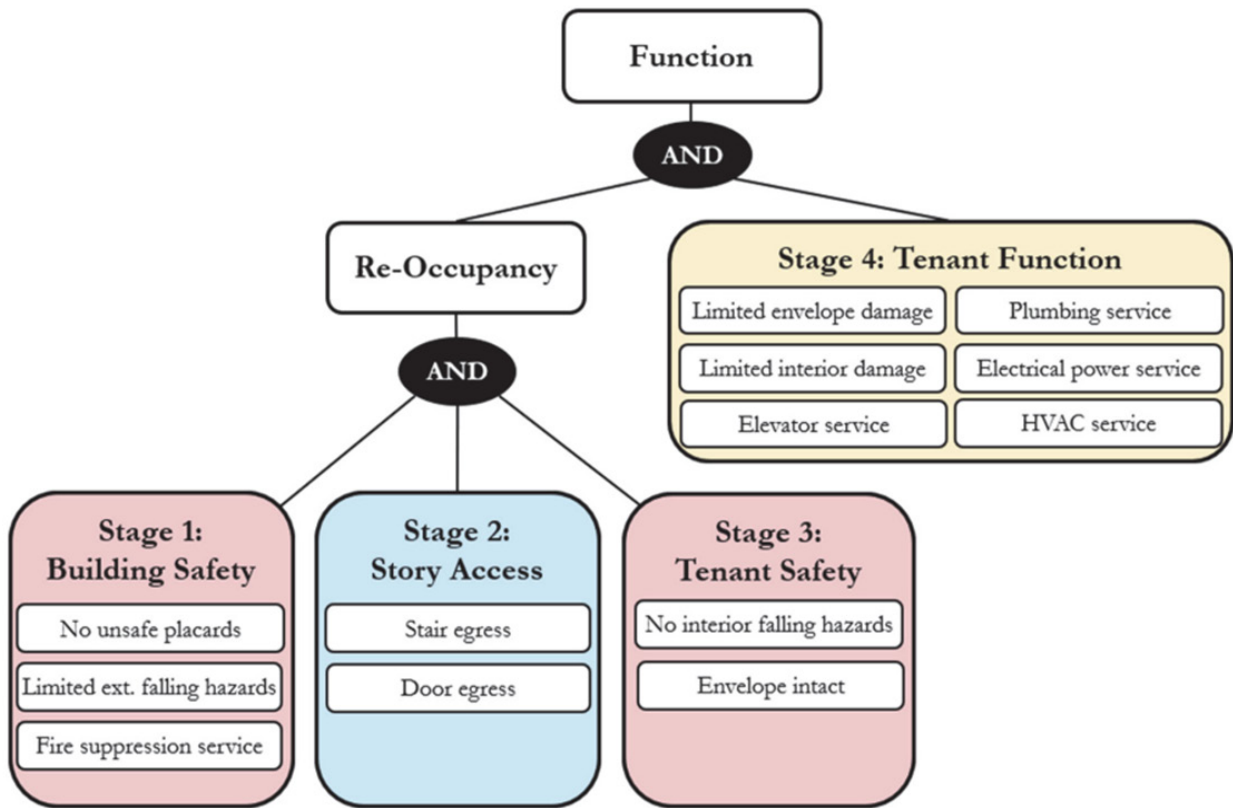 Function
AND
Re-Occupancy
Stage 4: Tenant Function
Limited envelope damage
Plumbing service
Limited interior damage
Electrical power service
Elevator service
HVAC service
AND
Stage 1:
Building Safety
No unsafe placards
Limited ext. falling hazards
Fire suppression service
Stage 2:
Story Access
Stair egress
Door egress
Stage 3:
Tenant Safety
No interior falling hazards
Envelope intact